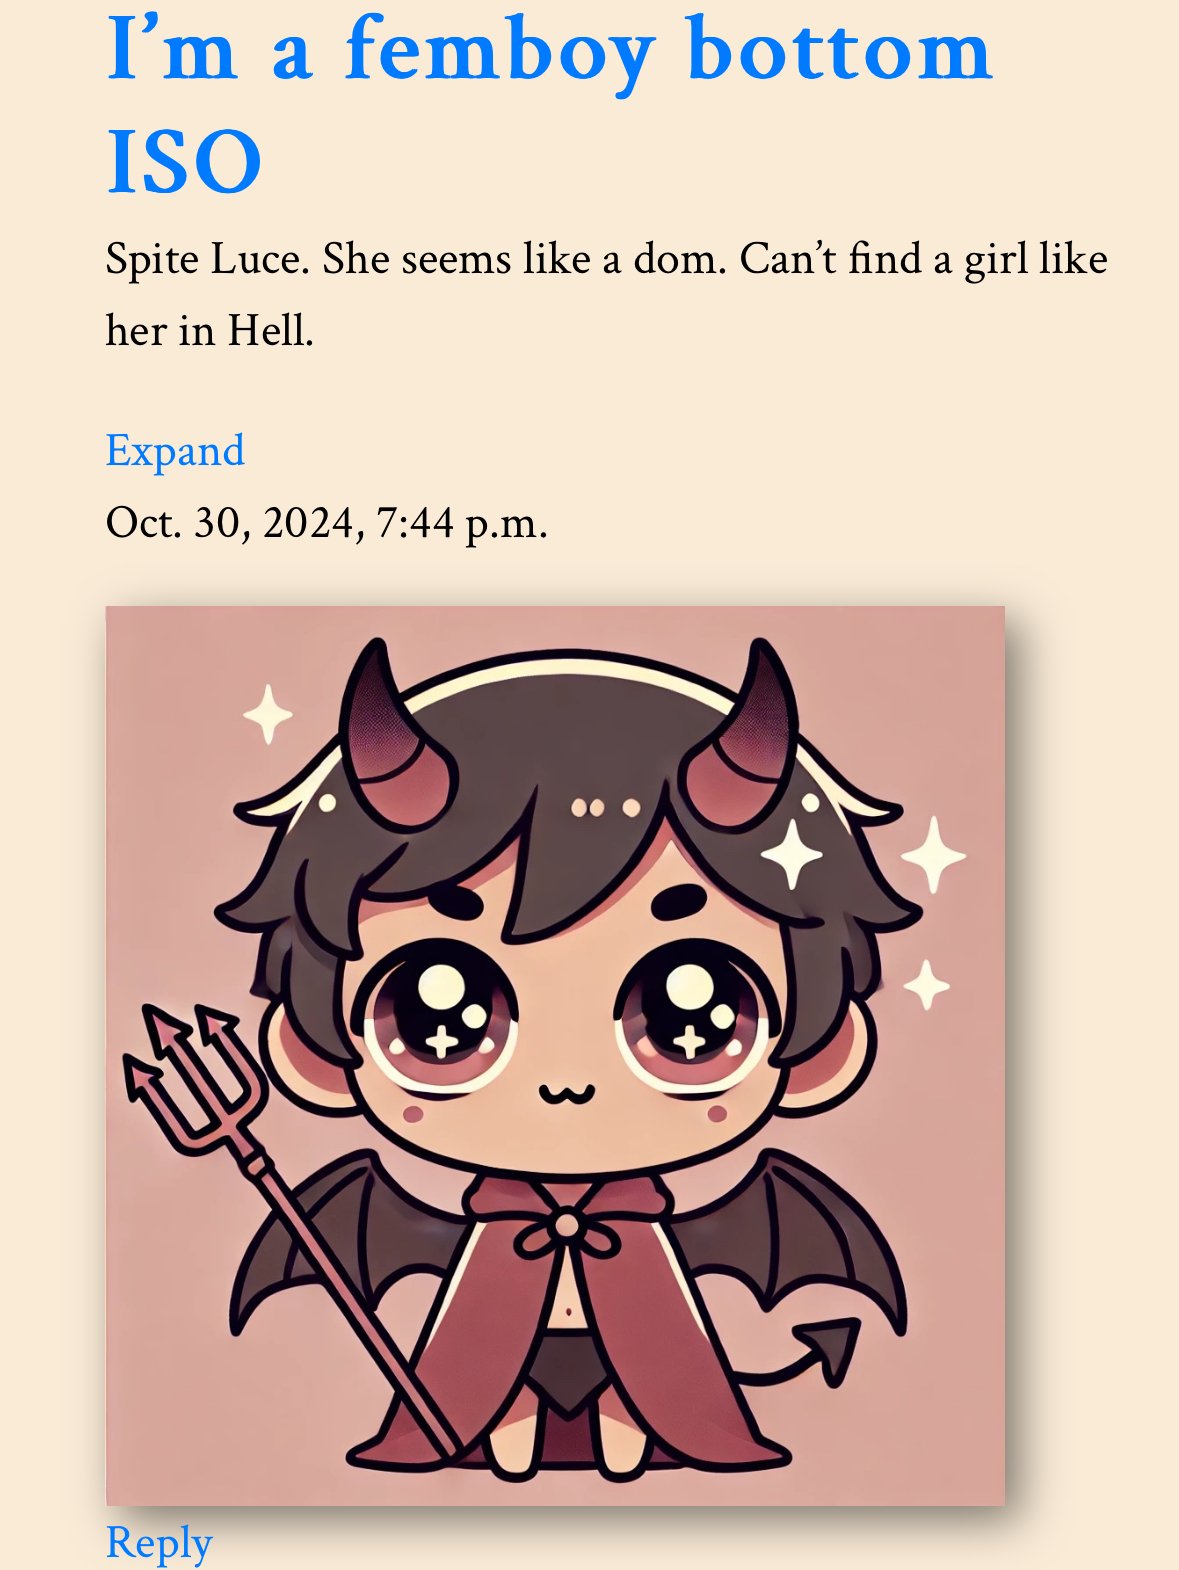 I’m a femboy bottom
ISO
Spite Luce. She seems like a dom. Can’t find a girl like
her in Hell.
Expand
Oct. 30, 2024, 7:44 p.m.
Reply